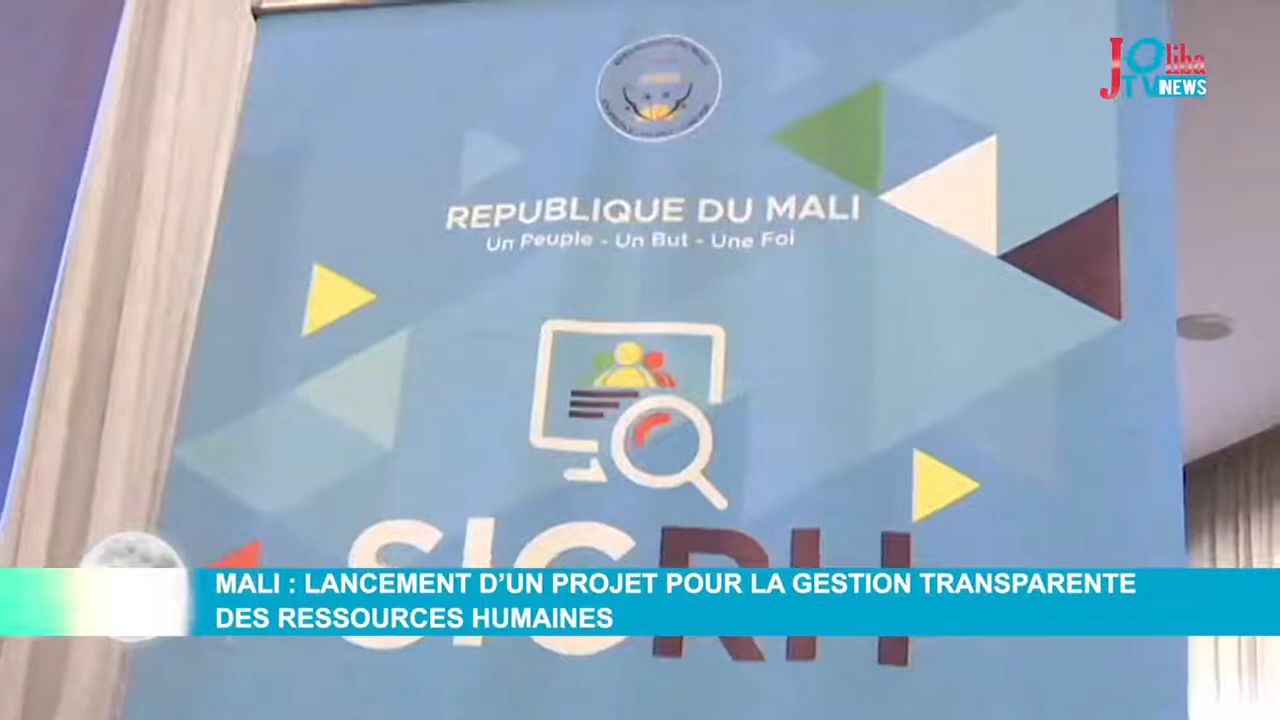 Joliba
TV NEWS
REPUBLIQUE DU MALI
Un Peuple - Un But - Une Foi
SIGRH
MALI : LANCEMENT D'UN PROJET POUR LA GESTION TRANSPARENTE
DES RESSOURCES HUMAINES